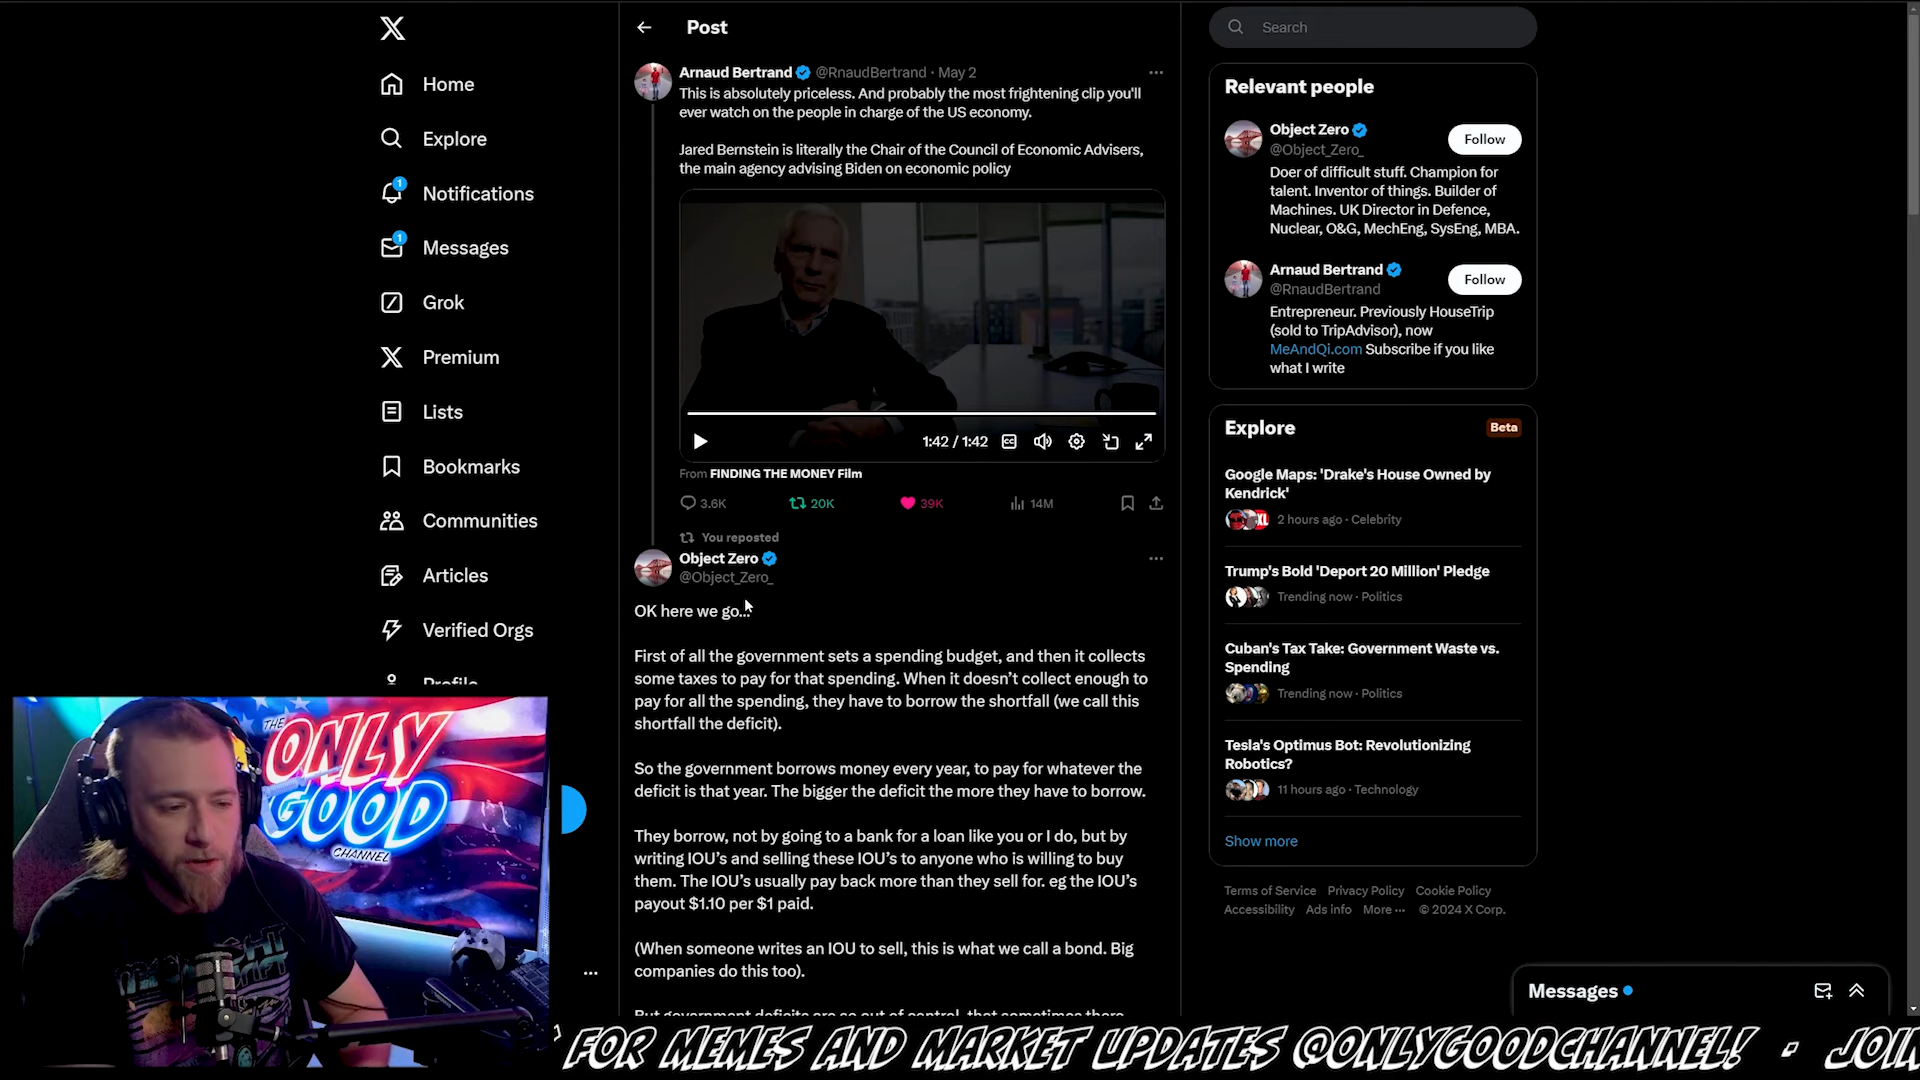 Home
Explore
1
Notifications
1
Messages
Grok
Premium
Lists
Bookmarks
Communities
Articles
Verified Orgs
Post
Arnaud Bertrand @RnaudBertrand · May 2
This is absolutely priceless. And probably the most frightening clip you'll
ever watch on the people in charge of the US economy.
Jared Bernstein is literally the Chair of the Council of Economic Advisers,
the main agency advising Biden on economic policy
1:42 / 1:42
CC
From FINDING THE MONEY Film
3.6K 20K 39K 14M
You reposted
Object Zero
@Object_Zero_
OK here we go...
First of all the government sets a spending budget, and then it collects
some taxes to pay for that spending. When it doesn’t collect enough to
pay for all the spending, they have to borrow the shortfall (we call this
shortfall the deficit).
So the government borrows money every year, to pay for whatever the
deficit is that year. The bigger the deficit the more they have to borrow.
They borrow, not by going to a bank for a loan like you or I do, but by
writing IOU’s and selling these IOU’s to anyone who is willing to buy
them. The IOU’s usually pay back more than they sell for. eg the IOU’s
payout $1.10 per $1 paid.
(When someone writes an IOU to sell, this is what we call a bond. Big
companies do this too).
But government deficits are so out of control, that sometimes there
Search
Relevant people
Object Zero
@Object_Zero_
Follow
Doer of difficult stuff. Champion for
talent. Inventor of things. Builder of
Machines. UK Director in Defence,
Nuclear, O&G, MechEng, SysEng, MBA.
Arnaud Bertrand
@RnaudBertrand
Follow
Entrepreneur. Previously HouseTrip
(sold to TripAdvisor), now
MeAndQi.com Subscribe if you like
what I write
Explore
Beta
Google Maps: 'Drake's House Owned by
Kendrick'
2 hours ago · Celebrity
Trump's Bold 'Deport 20 Million' Pledge
Trending now · Politics
Cuban's Tax Take: Government Waste vs.
Spending
Trending now · Politics
Tesla's Optimus Bot: Revolutionizing
Robotics?
11 hours ago · Technology
Show more
Terms of Service Privacy Policy Cookie Policy
Accessibility Ads info More ··· © 2024 X Corp.
Messages
THE
ONLY
GOOD
CHANNEL
FOR MEMES AND MARKET UPDATES @ONLYGOODCHANNEL! - JOIN